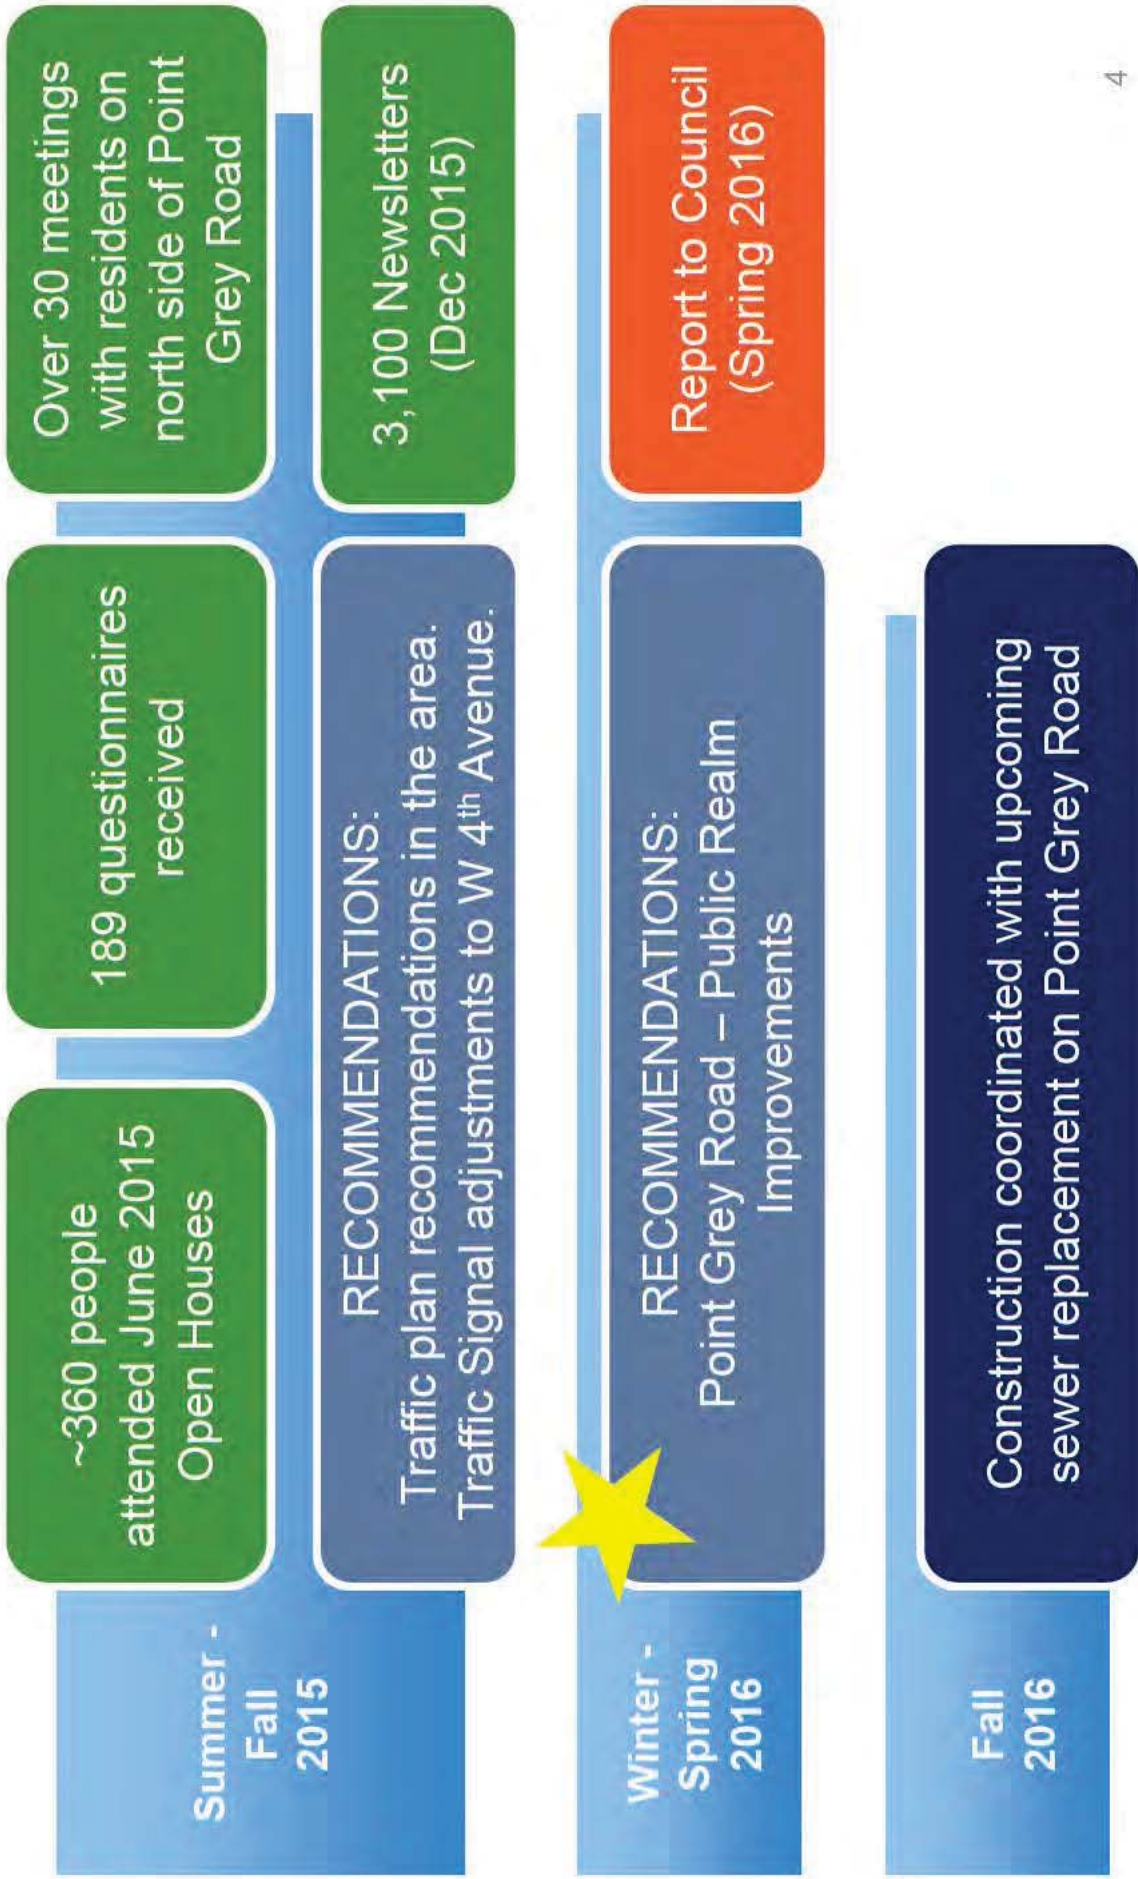 Summer -
Fall
2015
~360 people
attended June 2015
Open Houses
189 questionnaires
received
Over 30 meetings
with residents on
north side of Point
Grey Road
RECOMMENDATIONS:
Traffic plan recommendations in the area.
Traffic Signal adjustments to W 4th Avenue.
3,100 Newsletters
(Dec 2015)
Winter -
Spring
2016
RECOMMENDATIONS:
Point Grey Road – Public Realm
Improvements
Report to Council
(Spring 2016)
Fall
2016
Construction coordinated with upcoming
sewer replacement on Point Grey Road
4